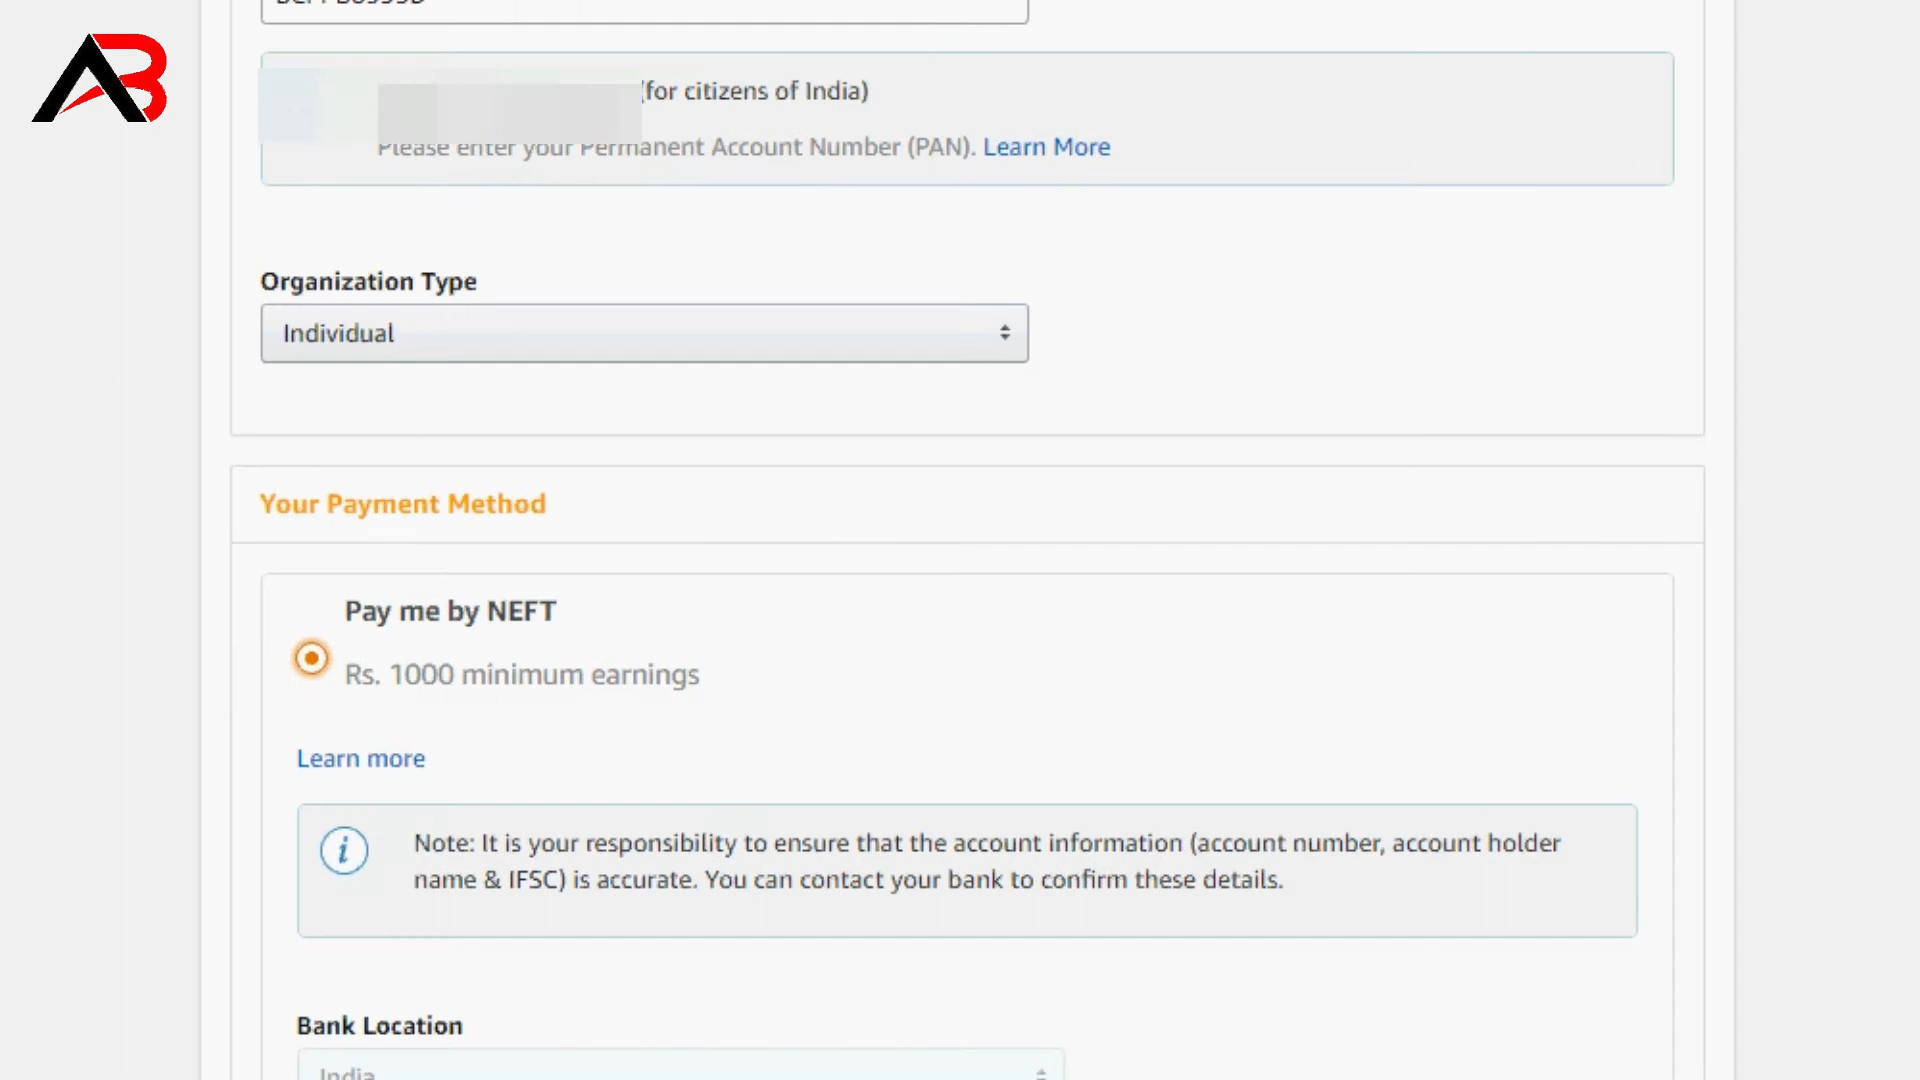 (for citizens of India)
Please enter your Permanent Account Number (PAN). Learn More
Organization Type
Individual
Your Payment Method
Pay me by NEFT
Rs. 1000 minimum earnings
Learn more
Note: It is your responsibility to ensure that the account information (account number, account holder
name & IFSC) is accurate. You can contact your bank to confirm these details.
Bank Location
India